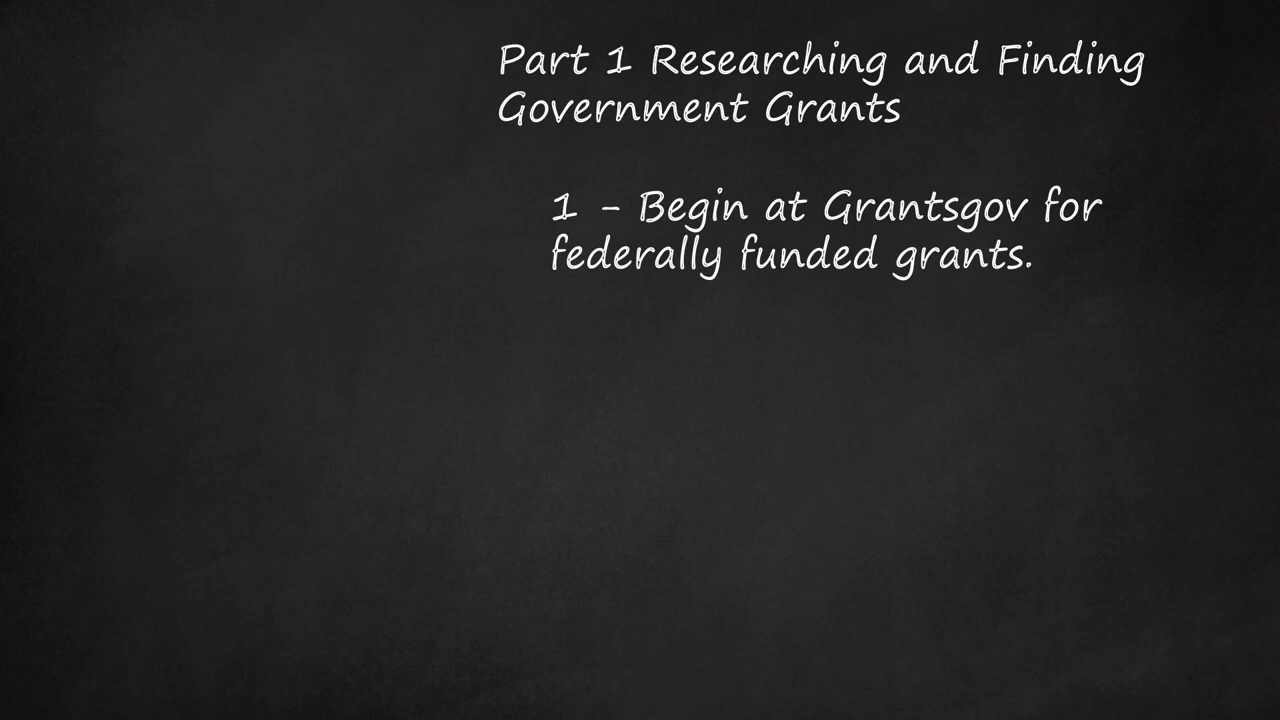 Part 1 Researching and Finding
Government Grants
1 - Begin at Grantsgov for
federally funded grants.